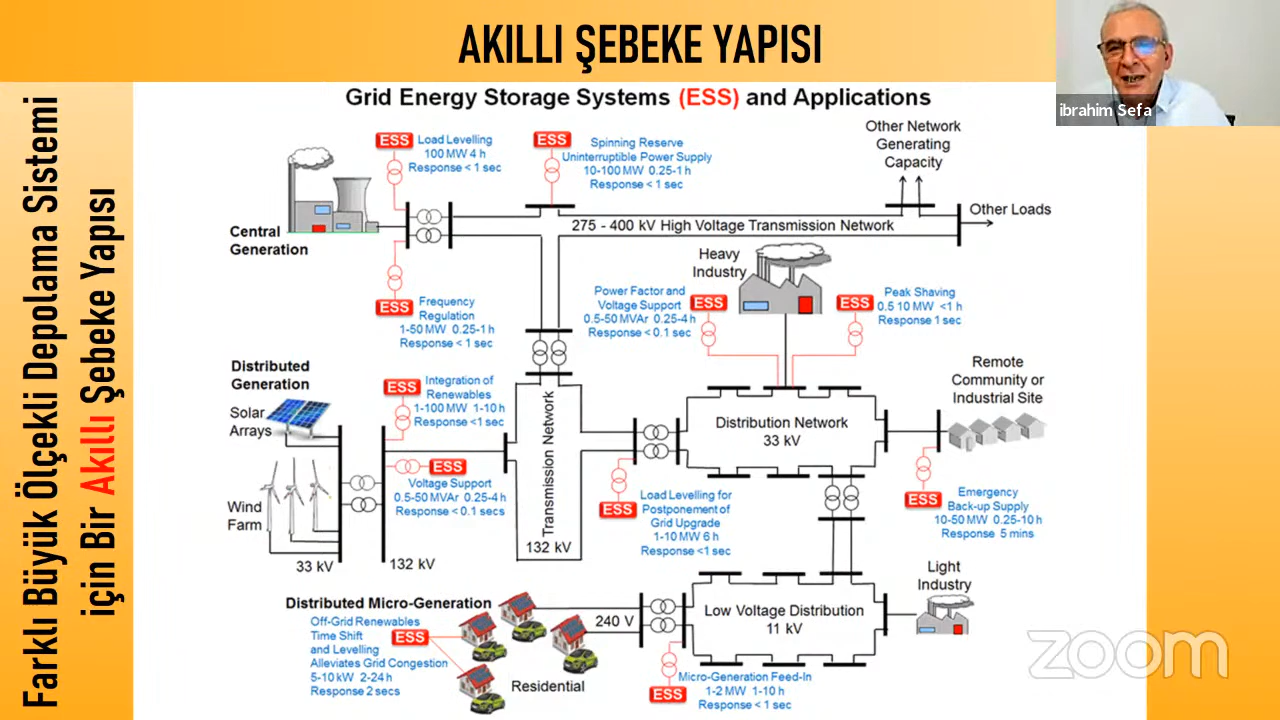 AKILLI ŞEBEKE YAPISI
ibrahim Sefa
Farklı Büyük Ölçekli Depolama Sistemi
için Bir Akıllı Şebeke Yapısı
Grid Energy Storage Systems (ESS) and Applications
ESS
Load Levelling
100 MW 4 h
Response < 1 sec
ESS
Spinning Reserve
Uninterruptible Power Supply
10-100 MW 0.25-1 h
Response < 1 sec
Other Network
Generating
Capacity
Other Loads
275 - 400 kV High Voltage Transmission Network
Central
Generation
ESS
Frequency
Regulation
1-50 MW 0.25-1 h
Response < 1 sec
Heavy
Industry
Power Factor and
Voltage Support
0.5-50 MVAr 0.25-4 h
Response < 0.1 sec
ESS
ESS
Peak Shaving
0.5 10 MW <1 h
Response 1 sec
Distributed
Generation
Solar
Arrays
Wind
Farm
33 kV
132 kV
ESS
Integration of
Renewables
1-100 MW 1-10 h
Response <1 sec
ESS
Voltage Support
0.5-50 MVAr 0.25-4 h
Response < 0.1 secs
Transmission Network
132 kV
Distribution Network
33 kV
Remote
Community or
Industrial Site
ESS
Load Levelling for
Postponement of
Grid Upgrade
1-10 MW 6 h
Response <1 sec
ESS
Emergency
Back-up Supply
10-50 MW 0.25-10 h
Response 5 mins
Light
Industry
Distributed Micro-Generation
Off-Grid Renewables
Time Shift
and Levelling
Alleviates Grid Congestion
5-10 kW 2-24 h
Response 2 secs
ESS
Residential
240 V
Low Voltage Distribution
11 kV
ESS
Micro-Generation Feed-In
1-2 MW 1-10 h
Response < 1 sec
zoom